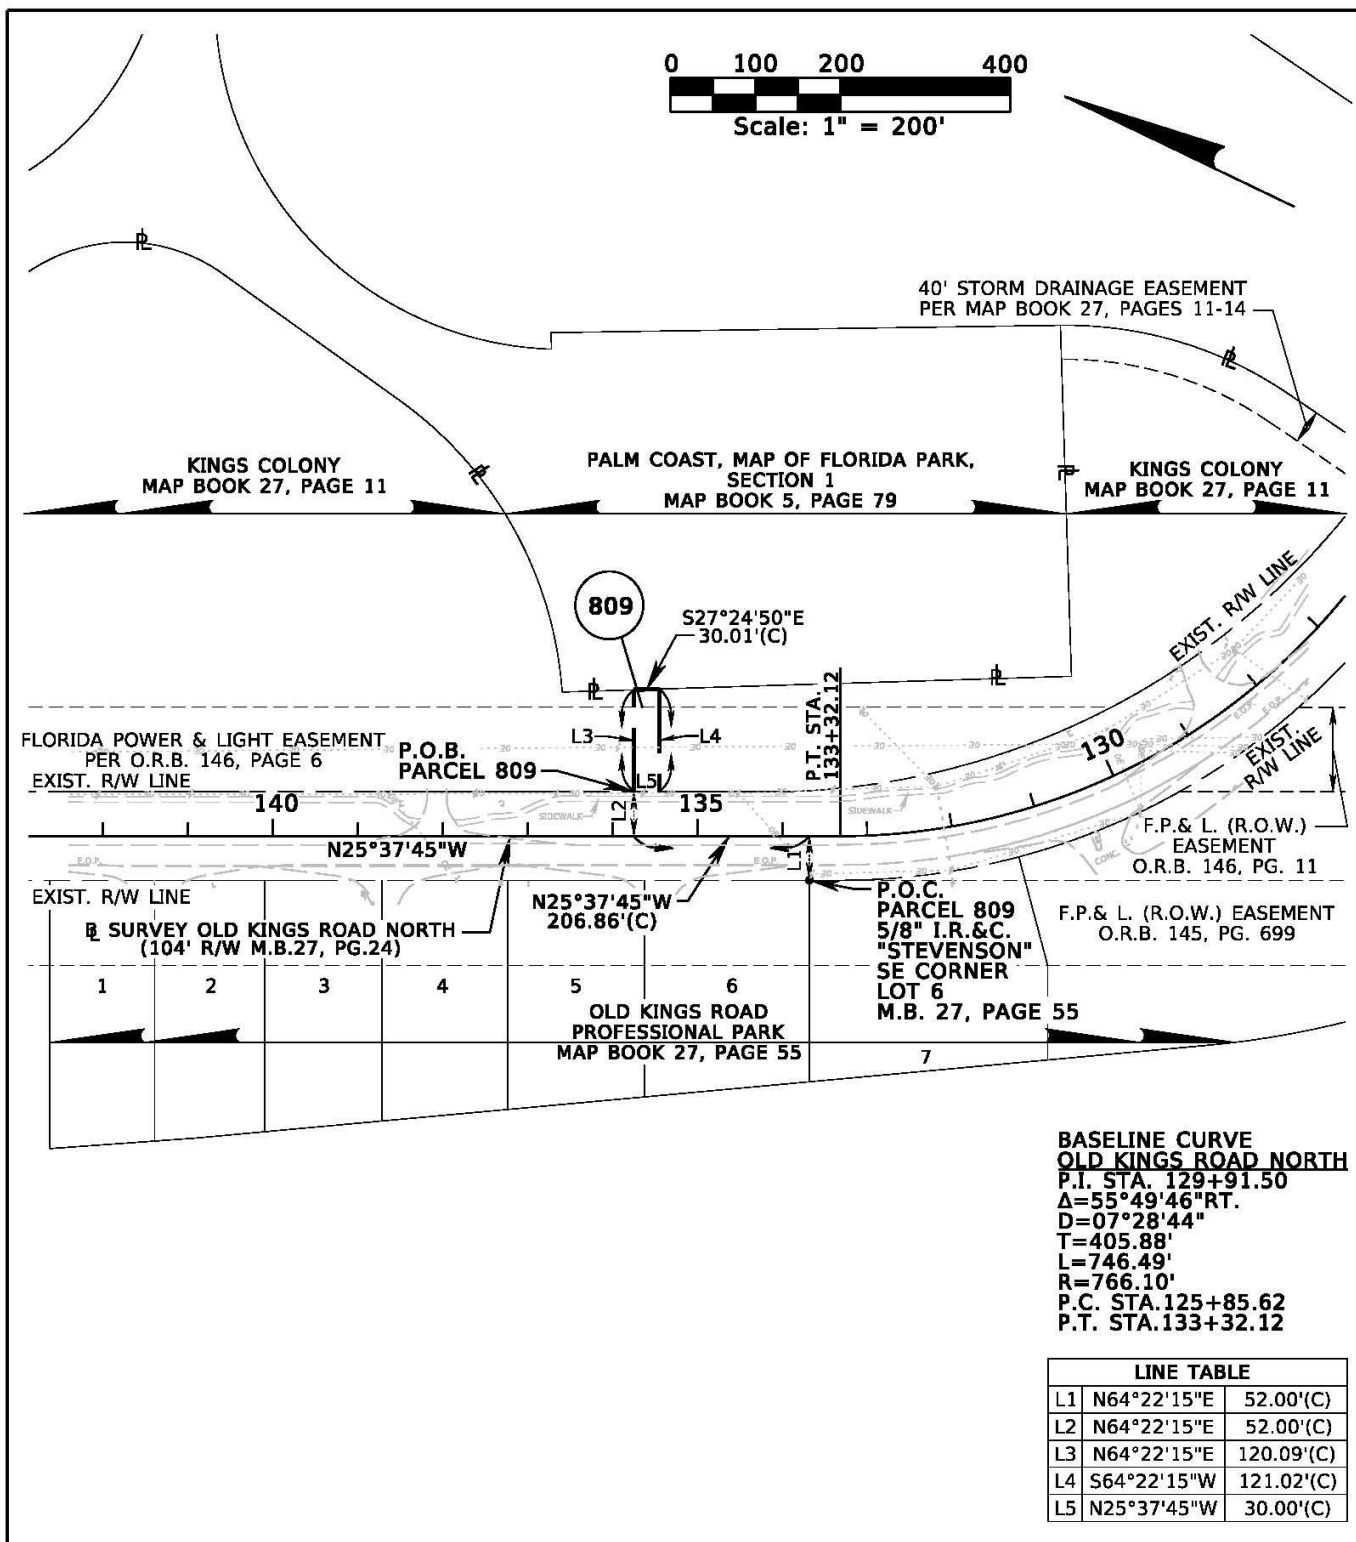 0 100 200 400
Scale: 1" = 200'
40' STORM DRAINAGE EASEMENT
PER MAP BOOK 27, PAGES 11-14
KINGS COLONY
MAP BOOK 27, PAGE 11
PALM COAST, MAP OF FLORIDA PARK,
SECTION 1
MAP BOOK 5, PAGE 79
KINGS COLONY
MAP BOOK 27, PAGE 11
809
S27°24'50"E
30.01'(C)
EXIST. R/W LINE
P.T. STA.
133+32.12
FLORIDA POWER & LIGHT EASEMENT
PER O.R.B. 146, PAGE 6
EXIST. R/W LINE
P.O.B.
PARCEL 809
L3
L4
L5
L2
L1
140
135
130
EXIST.
R/W LINE
SIDEWALK
SIDEWALK
N25°37'45"W
E.O.P.
E.O.P.
E.O.P.
E.O.P.
CONC.
F.P.& L. (R.O.W.)
EASEMENT
O.R.B. 146, PG. 11
EXIST. R/W LINE
N25°37'45"W
206.86'(C)
BL SURVEY OLD KINGS ROAD NORTH
(104' R/W M.B.27, PG.24)
P.O.C.
PARCEL 809
5/8" I.R.&C.
"STEVENSON"
SE CORNER
LOT 6
M.B. 27, PAGE 55
F.P.& L. (R.O.W.) EASEMENT
O.R.B. 145, PG. 699
1 2 3 4 5 6
OLD KINGS ROAD
PROFESSIONAL PARK
MAP BOOK 27, PAGE 55
7
BASELINE CURVE
OLD KINGS ROAD NORTH
P.I. STA. 129+91.50
Δ=55°49'46"RT.
D=07°28'44"
T=405.88'
L=746.49'
R=766.10'
P.C. STA.125+85.62
P.T. STA.133+32.12
LINE TABLE
L1 N64°22'15"E 52.00'(C)
L2 N64°22'15"E 52.00'(C)
L3 N64°22'15"E 120.09'(C)
L4 S64°22'15"W 121.02'(C)
L5 N25°37'45"W 30.00'(C)